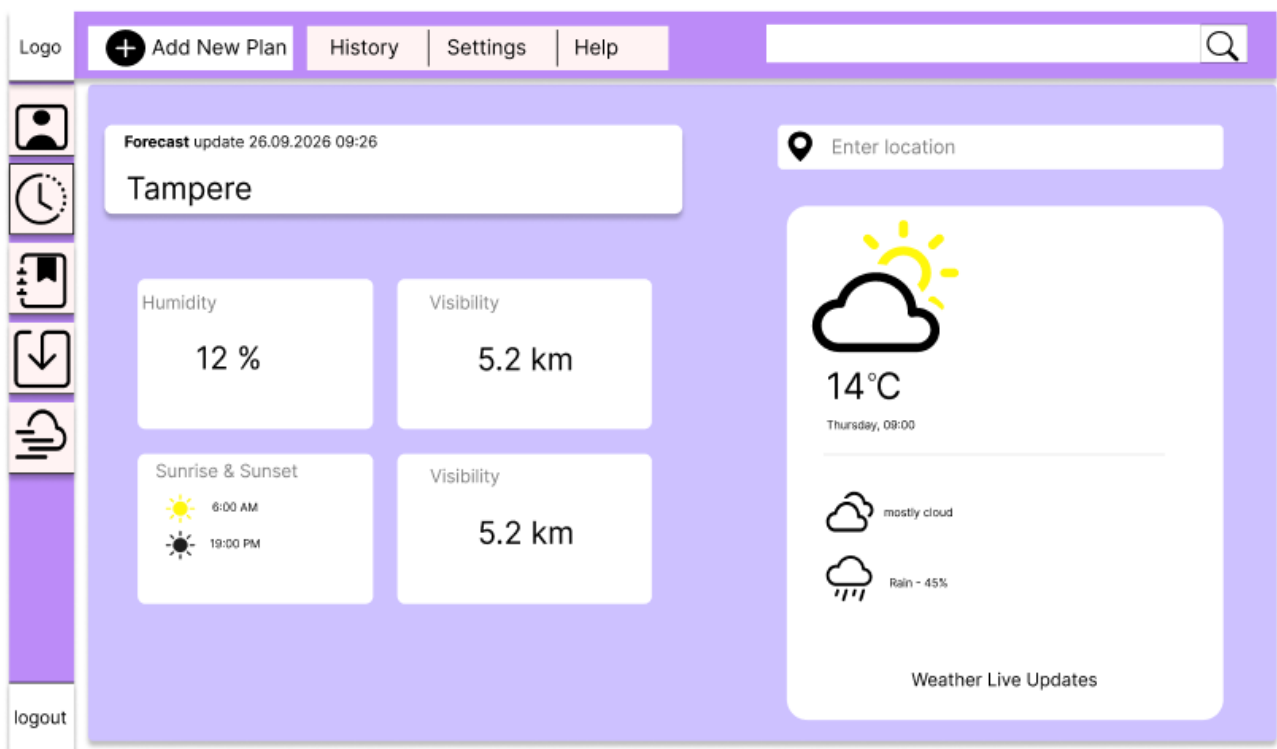 Logo
Add New Plan
History
Settings
Help
Forecast update 26.09.2026 09:26
Tampere
Enter location
Humidity
12 %
Visibility
5.2 km
Sunrise & Sunset
6:00 AM
19:00 PM
Visibility
5.2 km
14°C
Thursday, 09:00
mostly cloud
Rain - 45%
Weather Live Updates
logout